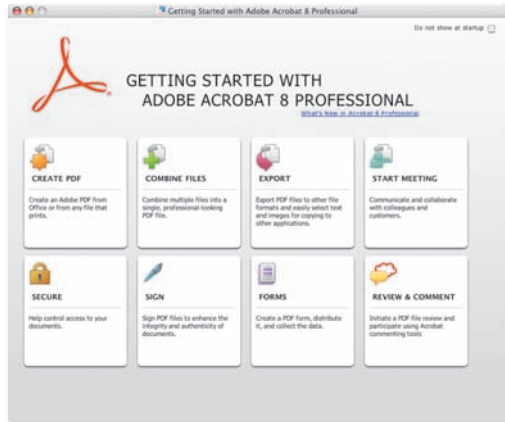 Getting Started with Adobe Acrobat 8 Professional
Do not show at startup
GETTING STARTED WITH
ADOBE ACROBAT 8 PROFESSIONAL
What's New in Acrobat 8 Professional
CREATE PDF
Create an Adobe PDF from
Office or from any file that
prints.
COMBINE FILES
Combine multiple files into a
single, professional-looking
PDF file.
EXPORT
Export PDF files to other file
formats and easily select text
and images for copying to
other applications.
START MEETING
Communicate and collaborate
with colleagues and
customers.
SECURE
Help control access to your
documents.
SIGN
Sign PDF files to enhance the
integrity and authenticity of
documents.
FORMS
Create a PDF form, distribute
it, and collect the data.
REVIEW & COMMENT
Initiate a PDF file review and
participate using Acrobat
commenting tools